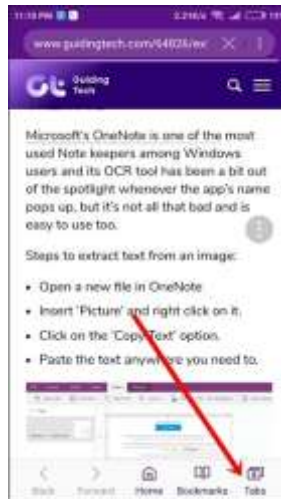 11:10 PM
www.guidingtech.com/64024/ex
Guiding
Tech
Microsoft's OneNote is one of the most
used Note keepers among Windows
users and its OCR tool has been a bit out
of the spotlight whenever the app's name
pops up, but it's not all that bad and is
easy to use too.
Steps to extract text from an image:
• Open a new file in OneNote
• Insert 'Picture' and right click on it.
• Click on the 'Copy Text' option.
• Paste the text anywhere you need to.
Back Forward Home Bookmarks Tabs